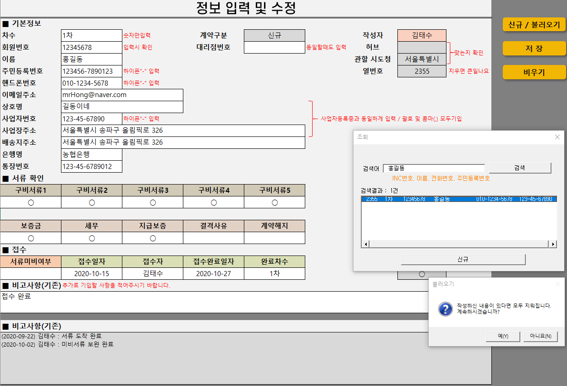 정보 입력 및 수정
■ 기본정보
차수 1차 숫자만입력 계약구분 신규 작성자 김태수
회원번호 12345678 입력시 확인 대리점번호 동일할때도 입력 허브 맞는지 확인
이름 홍길동 관할 시도청 서울특별시
주민등록번호 123456-7890123 하이픈"-" 입력 열번호 2355 지우면 큰일나요
핸드폰번호 010-1234-5678 하이픈"-" 입력
이메일주소 mrHong@naver.com
상호명 길동이네
사업자번호 123-45-67890 하이픈"-" 입력 사업자등록증과 동일하게 입력 / 괄호 및 콤마(,) 모두기입
사업장주소 서울특별시 송파구 올림픽로 326
배송지주소 서울특별시 송파구 올림픽로 326
은행명 농협은행
통장번호 123-45-6789012
■ 서류 확인
구비서류1 구비서류2 구비서류3 구비서류4 구비서류5
○ ○ ○ ○ ○
보증금 세무 지급보증 결격사유 계약해지
○ ○ ○
■ 접수
서류미비여부 접수일자 접수자 접수완료일자 완료차수
2020-10-15 김태수 2020-10-27 1차 ○
■ 비고사항(기존) 추가로 기입할 사항을 적어주시기 바랍니다.
접수 완료
■ 비고사항(기존)
(2020-09-22) 김태수 : 서류 도착 완료
(2020-10-02) 김태수 : 미비서류 보완 완료
신규 / 불러오기
저 장
비우기
조회
검색어 홍길동 검색
INC번호, 이름, 전화번호, 주민등록번호
검색결과 : 1건
2355 1차 12345678 홍길동 010-1234-5678 123-45-67890
신규
불러오기
작성하신 내용이 있다면 모두 지워집니다.
계속하시겠습니까?
예(Y) 아니요(N)